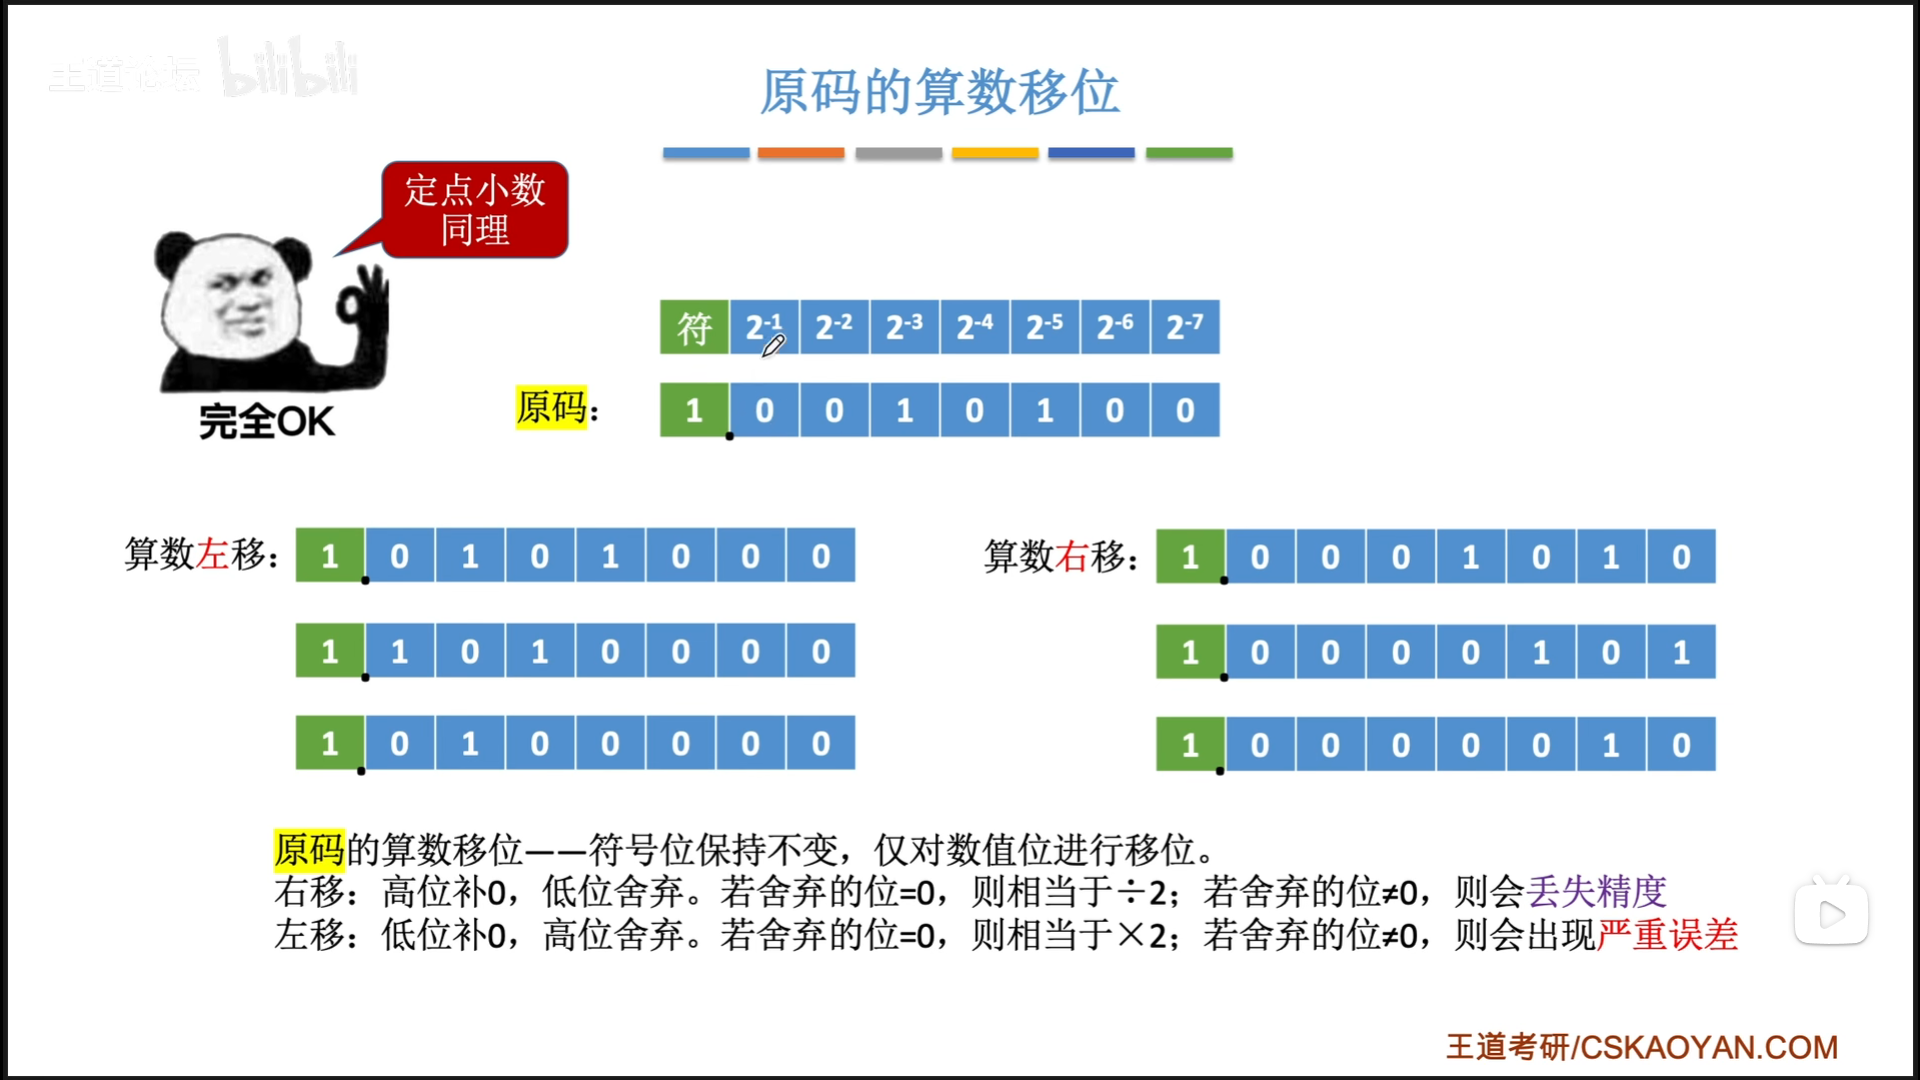 王道论坛 bilibili
原码的算数移位
定点小数
同理
完全OK
符 2-1 2-2 2-3 2-4 2-5 2-6 2-7
原码： 1 0 0 1 0 1 0 0
算数左移： 1 0 1 0 1 0 0 0
1 1 0 1 0 0 0 0
1 0 1 0 0 0 0 0
算数右移： 1 0 0 0 1 0 1 0
1 0 0 0 0 1 0 1
1 0 0 0 0 0 1 0
原码的算数移位——符号位保持不变，仅对数值位进行移位。
右移：高位补0，低位舍弃。若舍弃的位=0，则相当于÷2；若舍弃的位≠0，则会丢失精度
左移：低位补0，高位舍弃。若舍弃的位=0，则相当于×2；若舍弃的位≠0，则会出现严重误差
王道考研/CSKAOYAN.COM